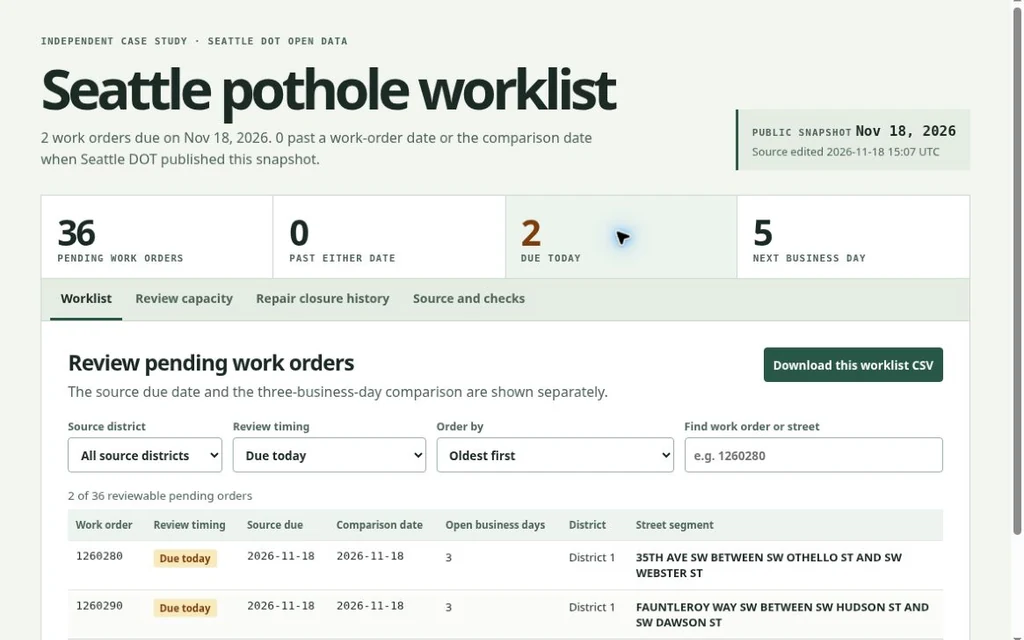 INDEPENDENT CASE STUDY · SEATTLE DOT OPEN DATA
Seattle pothole worklist
2 work orders due on Nov 18, 2026. 0 past a work-order date or the comparison date
when Seattle DOT published this snapshot.
PUBLIC SNAPSHOT Nov 18, 2026
Source edited 2026-11-18 15:07 UTC
36
PENDING WORK ORDERS
0
PAST EITHER DATE
2
DUE TODAY
5
NEXT BUSINESS DAY
Worklist Review capacity Repair closure history Source and checks
Review pending work orders
Download this worklist CSV
The source due date and the three-business-day comparison are shown separately.
Source district Review timing Order by Find work order or street
All source districts Due today Oldest first e.g. 1260280
2 of 36 reviewable pending orders
Work order Review timing Source due Comparison date Open business days District Street segment
1260280 Due today 2026-11-18 2026-11-18 3 District 1 35TH AVE SW BETWEEN SW OTHELLO ST AND SW
WEBSTER ST
1260290 Due today 2026-11-18 2026-11-18 3 District 1 FAUNTLEROY WAY SW BETWEEN SW HUDSON ST AND
SW DAWSON ST